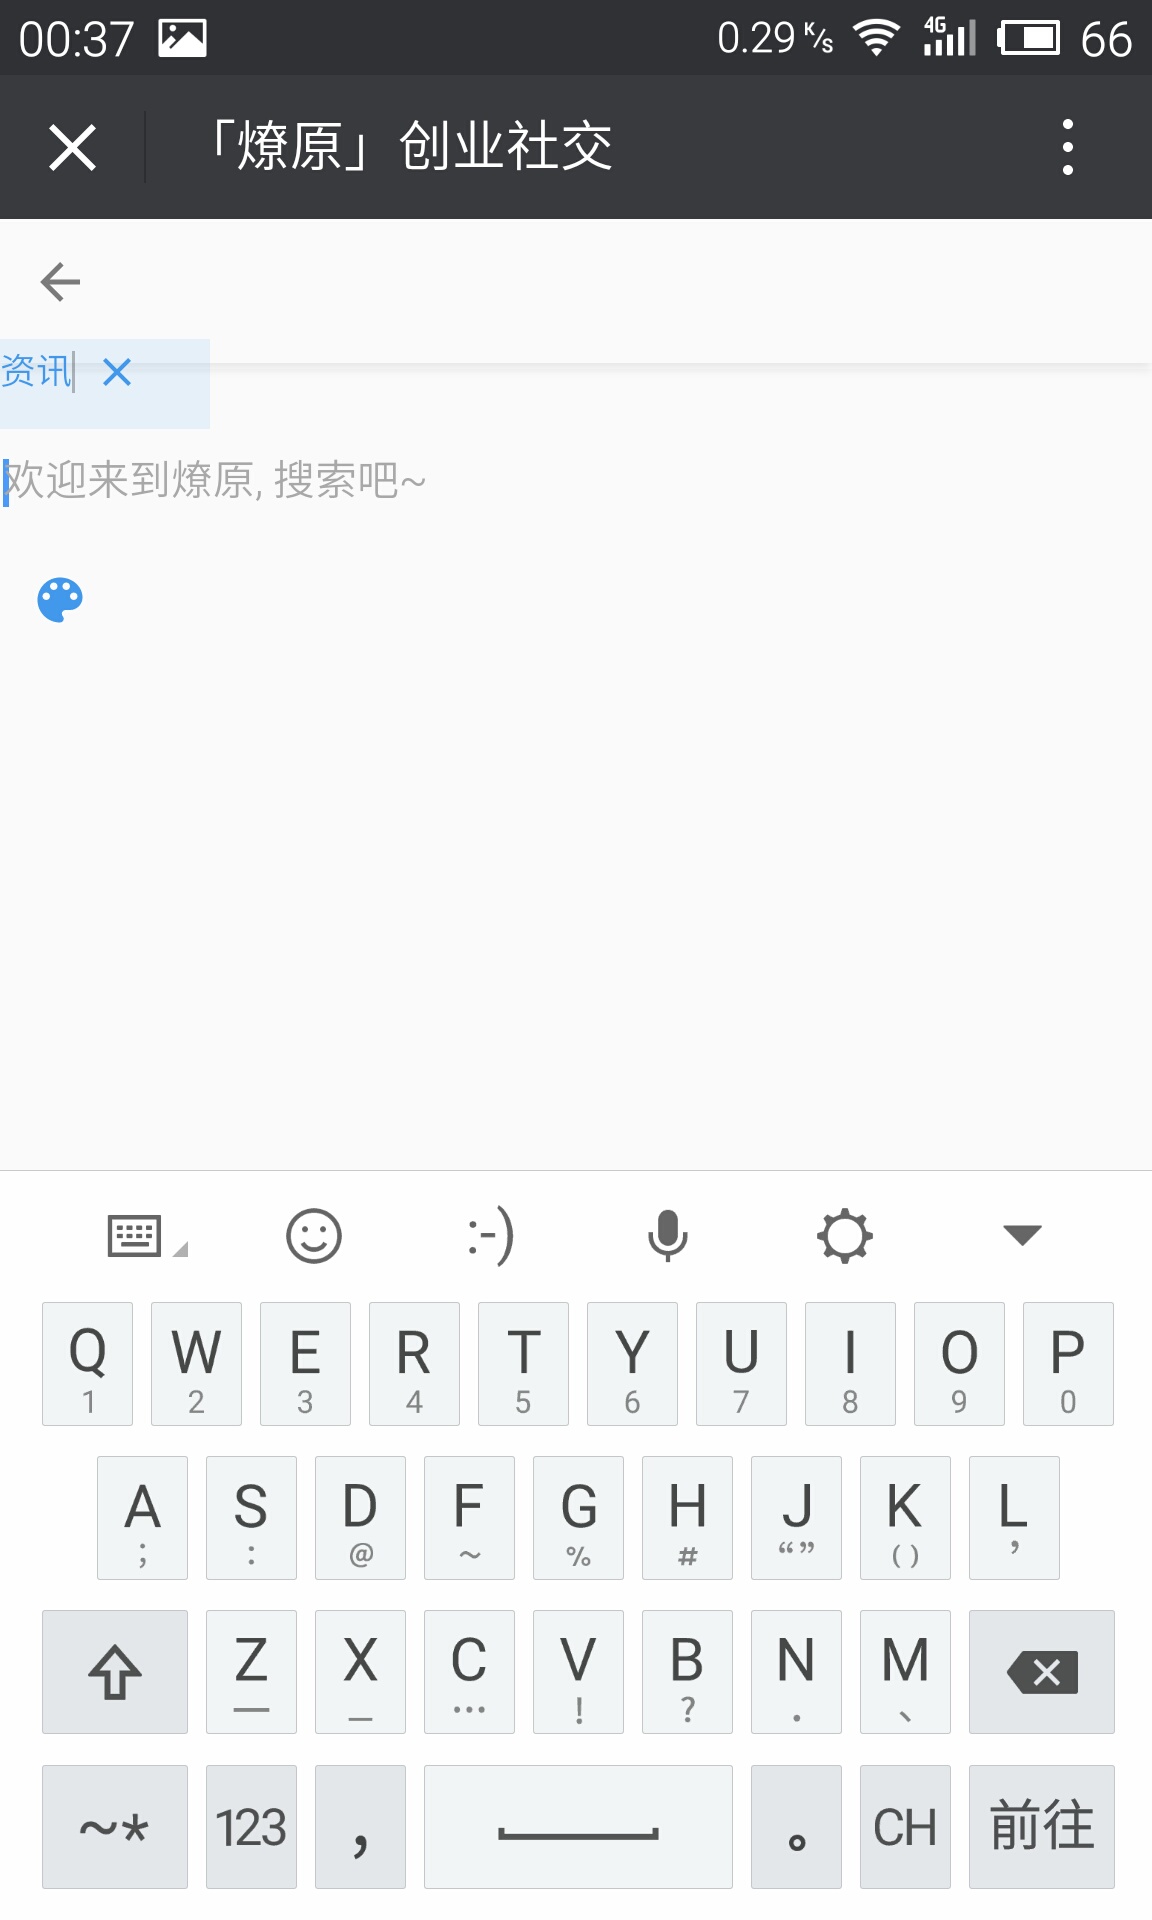 00:37 0.29 K/s 4G 66
「燎原」创业社交
资讯
欢迎来到燎原, 搜索吧~
:-)
Q W E R T Y U I O P
1 2 3 4 5 6 7 8 9 0
A S D F G H J K L
; : @ ~ % # “” () ’
Z X C V B N M
— _ … ! ? . 、
~* 123 , 。 CH 前往